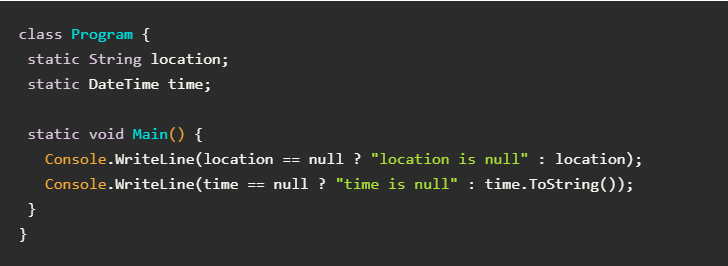 class Program {
static String location;
static DateTime time;
static void Main() {
Console.WriteLine(location == null ? "location is null" : location);
Console.WriteLine(time == null ? "time is null" : time.ToString());
}
}